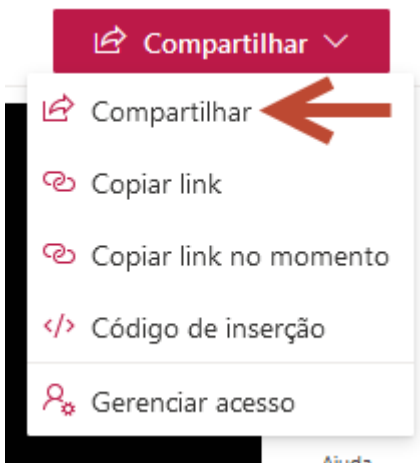 Compartilhar
Compartilhar
Copiar link
Copiar link no momento
Código de inserção
Gerenciar acesso